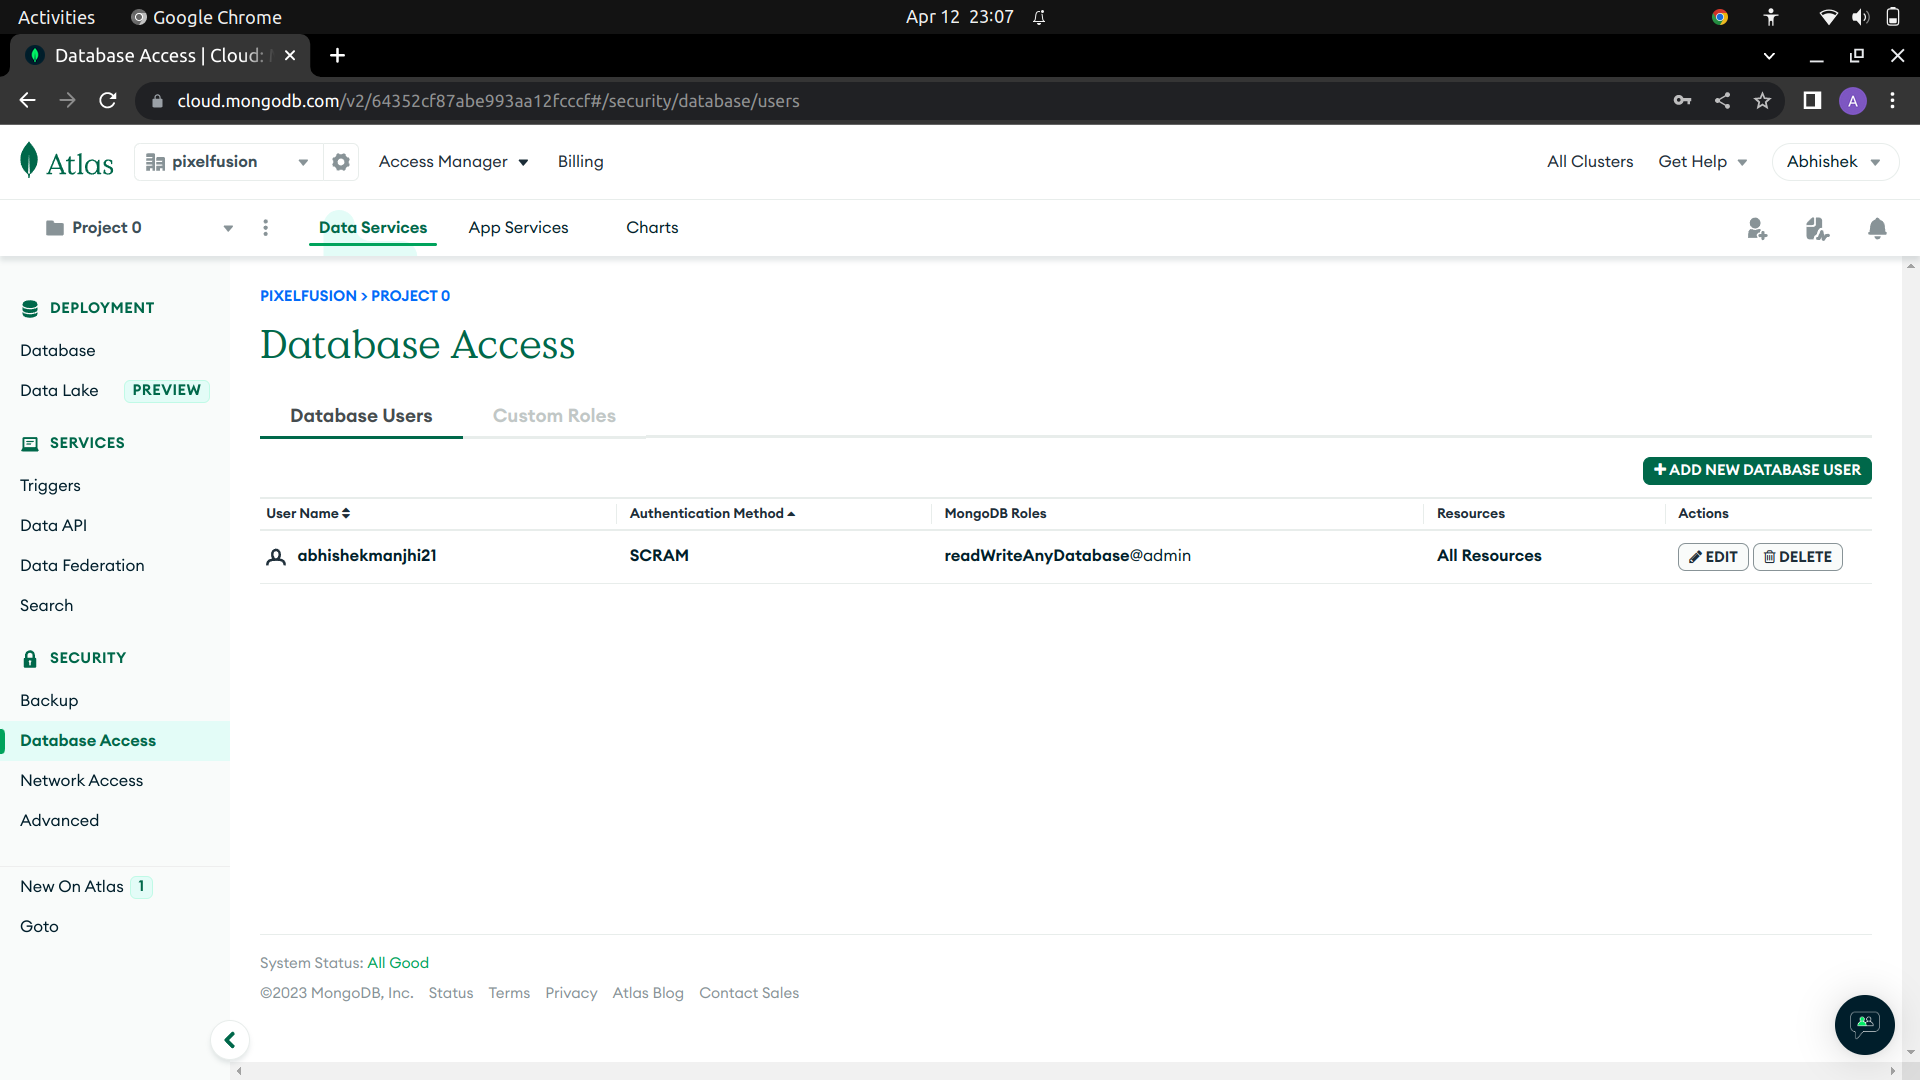 Activities
Google Chrome
Apr 12 23:07
Database Access | Cloud:
cloud.mongodb.com/v2/64352cf87abe993aa12fcccf#/security/database/users
A
Atlas
pixelfusion
Access Manager
Billing
All Clusters
Get Help
Abhishek
Project 0
Data Services
App Services
Charts
DEPLOYMENT
Database
Data Lake
PREVIEW
SERVICES
Triggers
Data API
Data Federation
Search
SECURITY
Backup
Database Access
Network Access
Advanced
New On Atlas 1
Goto
PIXELFUSION > PROJECT 0
Database Access
Database Users
Custom Roles
+ ADD NEW DATABASE USER
User Name
Authentication Method
MongoDB Roles
Resources
Actions
abhishekmanjhi21
SCRAM
readWriteAnyDatabase@admin
All Resources
EDIT
DELETE
System Status: All Good
©2023 MongoDB, Inc. Status Terms Privacy Atlas Blog Contact Sales